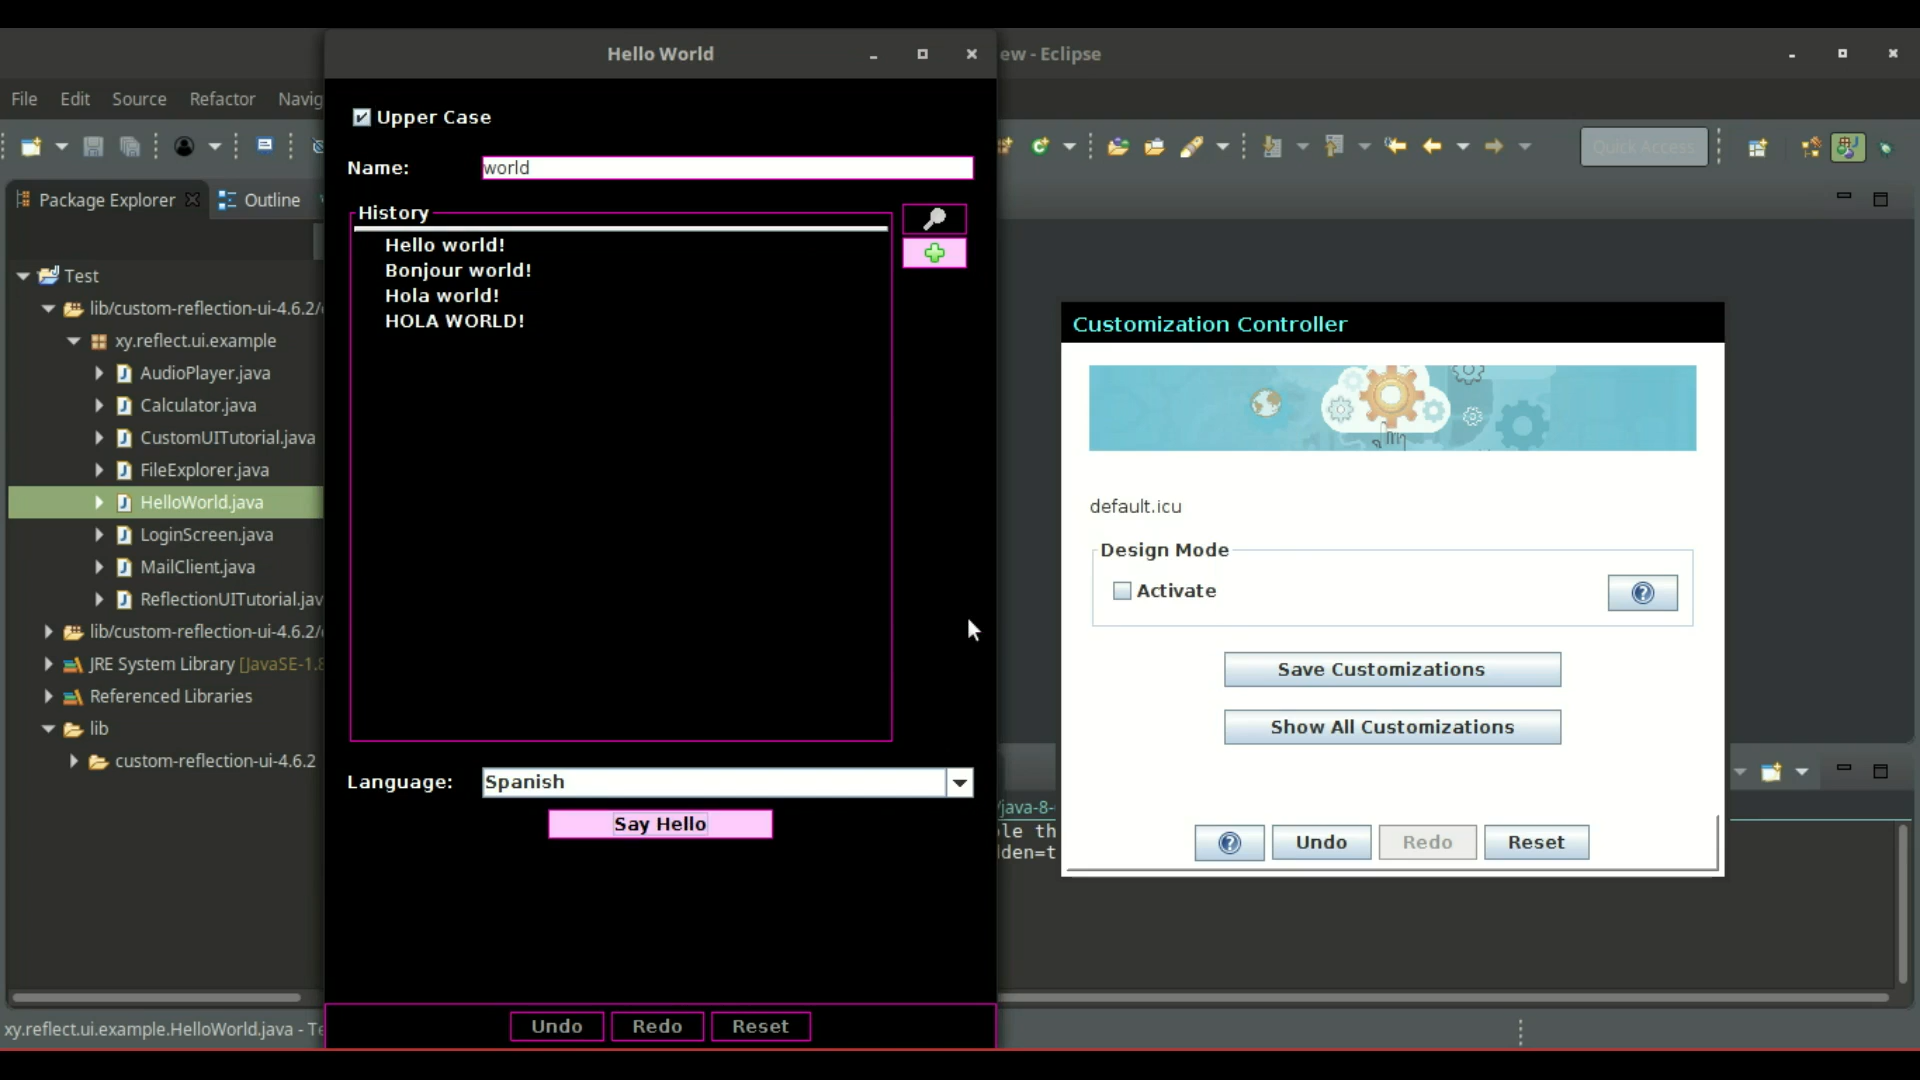 Hello World
ew - Eclipse
File Edit Source Refactor Navig
Quick Access
Package Explorer Outline
Test
lib/custom-reflection-ui-4.6.2/
xy.reflect.ui.example
AudioPlayer.java
Calculator.java
CustomUITutorial.java
FileExplorer.java
HelloWorld.java
LoginScreen.java
MailClient.java
ReflectionUITutorial.jav
lib/custom-reflection-ui-4.6.2/
JRE System Library [JavaSE-1.8
Referenced Libraries
lib
custom-reflection-ui-4.6.2
xy.reflect.ui.example.HelloWorld.java - Te
Upper Case
Name: world
History
Hello world!
Bonjour world!
Hola world!
HOLA WORLD!
Language: Spanish
Say Hello
Undo Redo Reset
Customization Controller
default.icu
Design Mode
Activate
Save Customizations
Show All Customizations
Undo Redo Reset
/java-8-
le th
dden=t